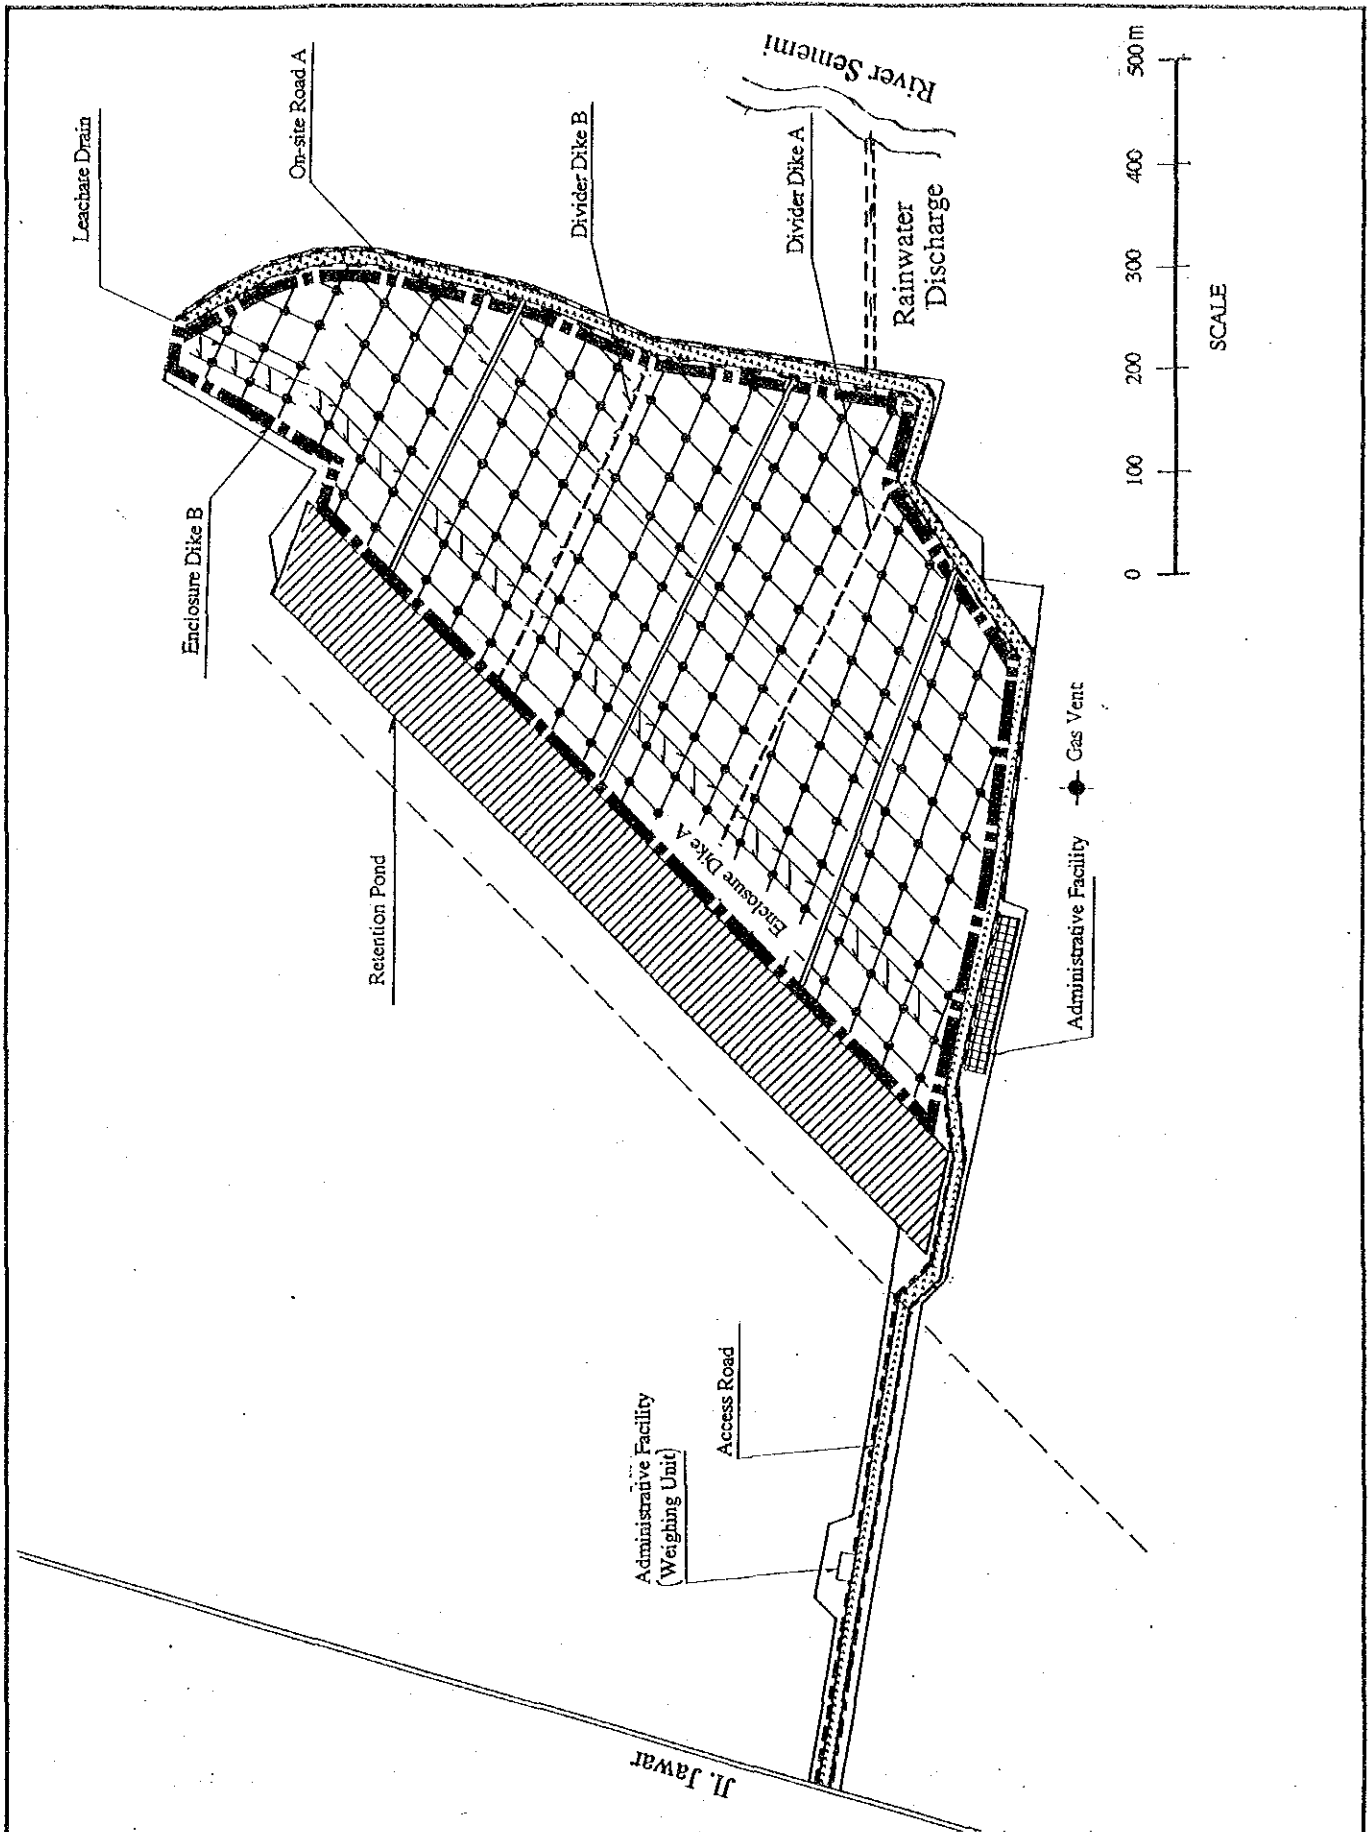 Leachate Drain
On-site Road A
Divider Dike B
River Sememi
Divider Dike A
Rainwater
Discharge
500 m
400
300
200
100
0
SCALE
Enclosure Dike B
Retention Pond
Enclosure Dike A
Gas Vent
Administrative Facility
Administrative Facility
(Weighing Unit)
Access Road
Jl. Jawar